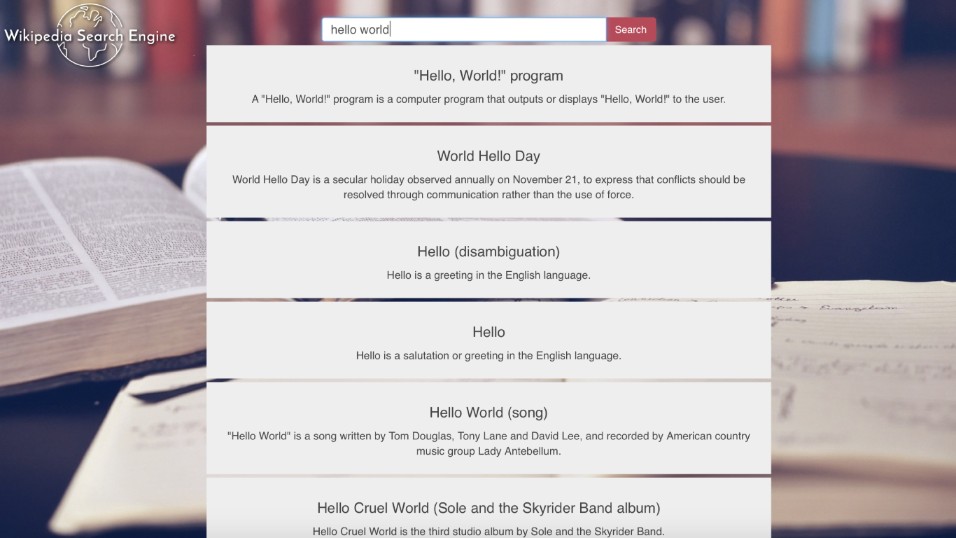 Wikipedia Search Engine
hello world
Search
"Hello, World!" program
A "Hello, World!" program is a computer program that outputs or displays "Hello, World!" to the user.
World Hello Day
World Hello Day is a secular holiday observed annually on November 21, to express that conflicts should be
resolved through communication rather than the use of force.
Hello (disambiguation)
Hello is a greeting in the English language.
Hello
Hello is a salutation or greeting in the English language.
Hello World (song)
"Hello World" is a song written by Tom Douglas, Tony Lane and David Lee, and recorded by American country
music group Lady Antebellum.
Hello Cruel World (Sole and the Skyrider Band album)
Hello Cruel World is the third studio album by Sole and the Skyrider Band.